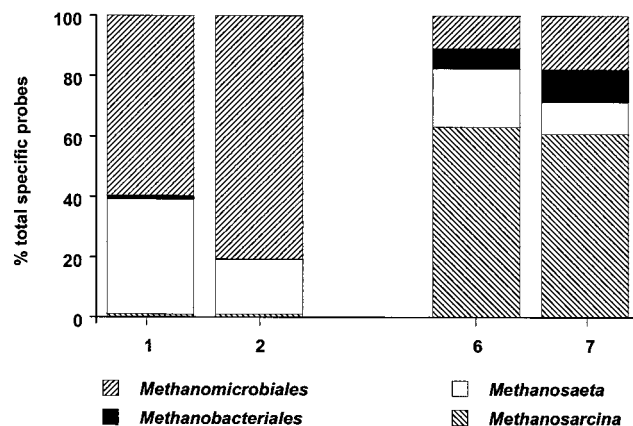 % total specific probes
100
80
60
40
20
0
1 2 6 7
Methanomicrobiales Methanosaeta
Methanobacteriales Methanosarcina